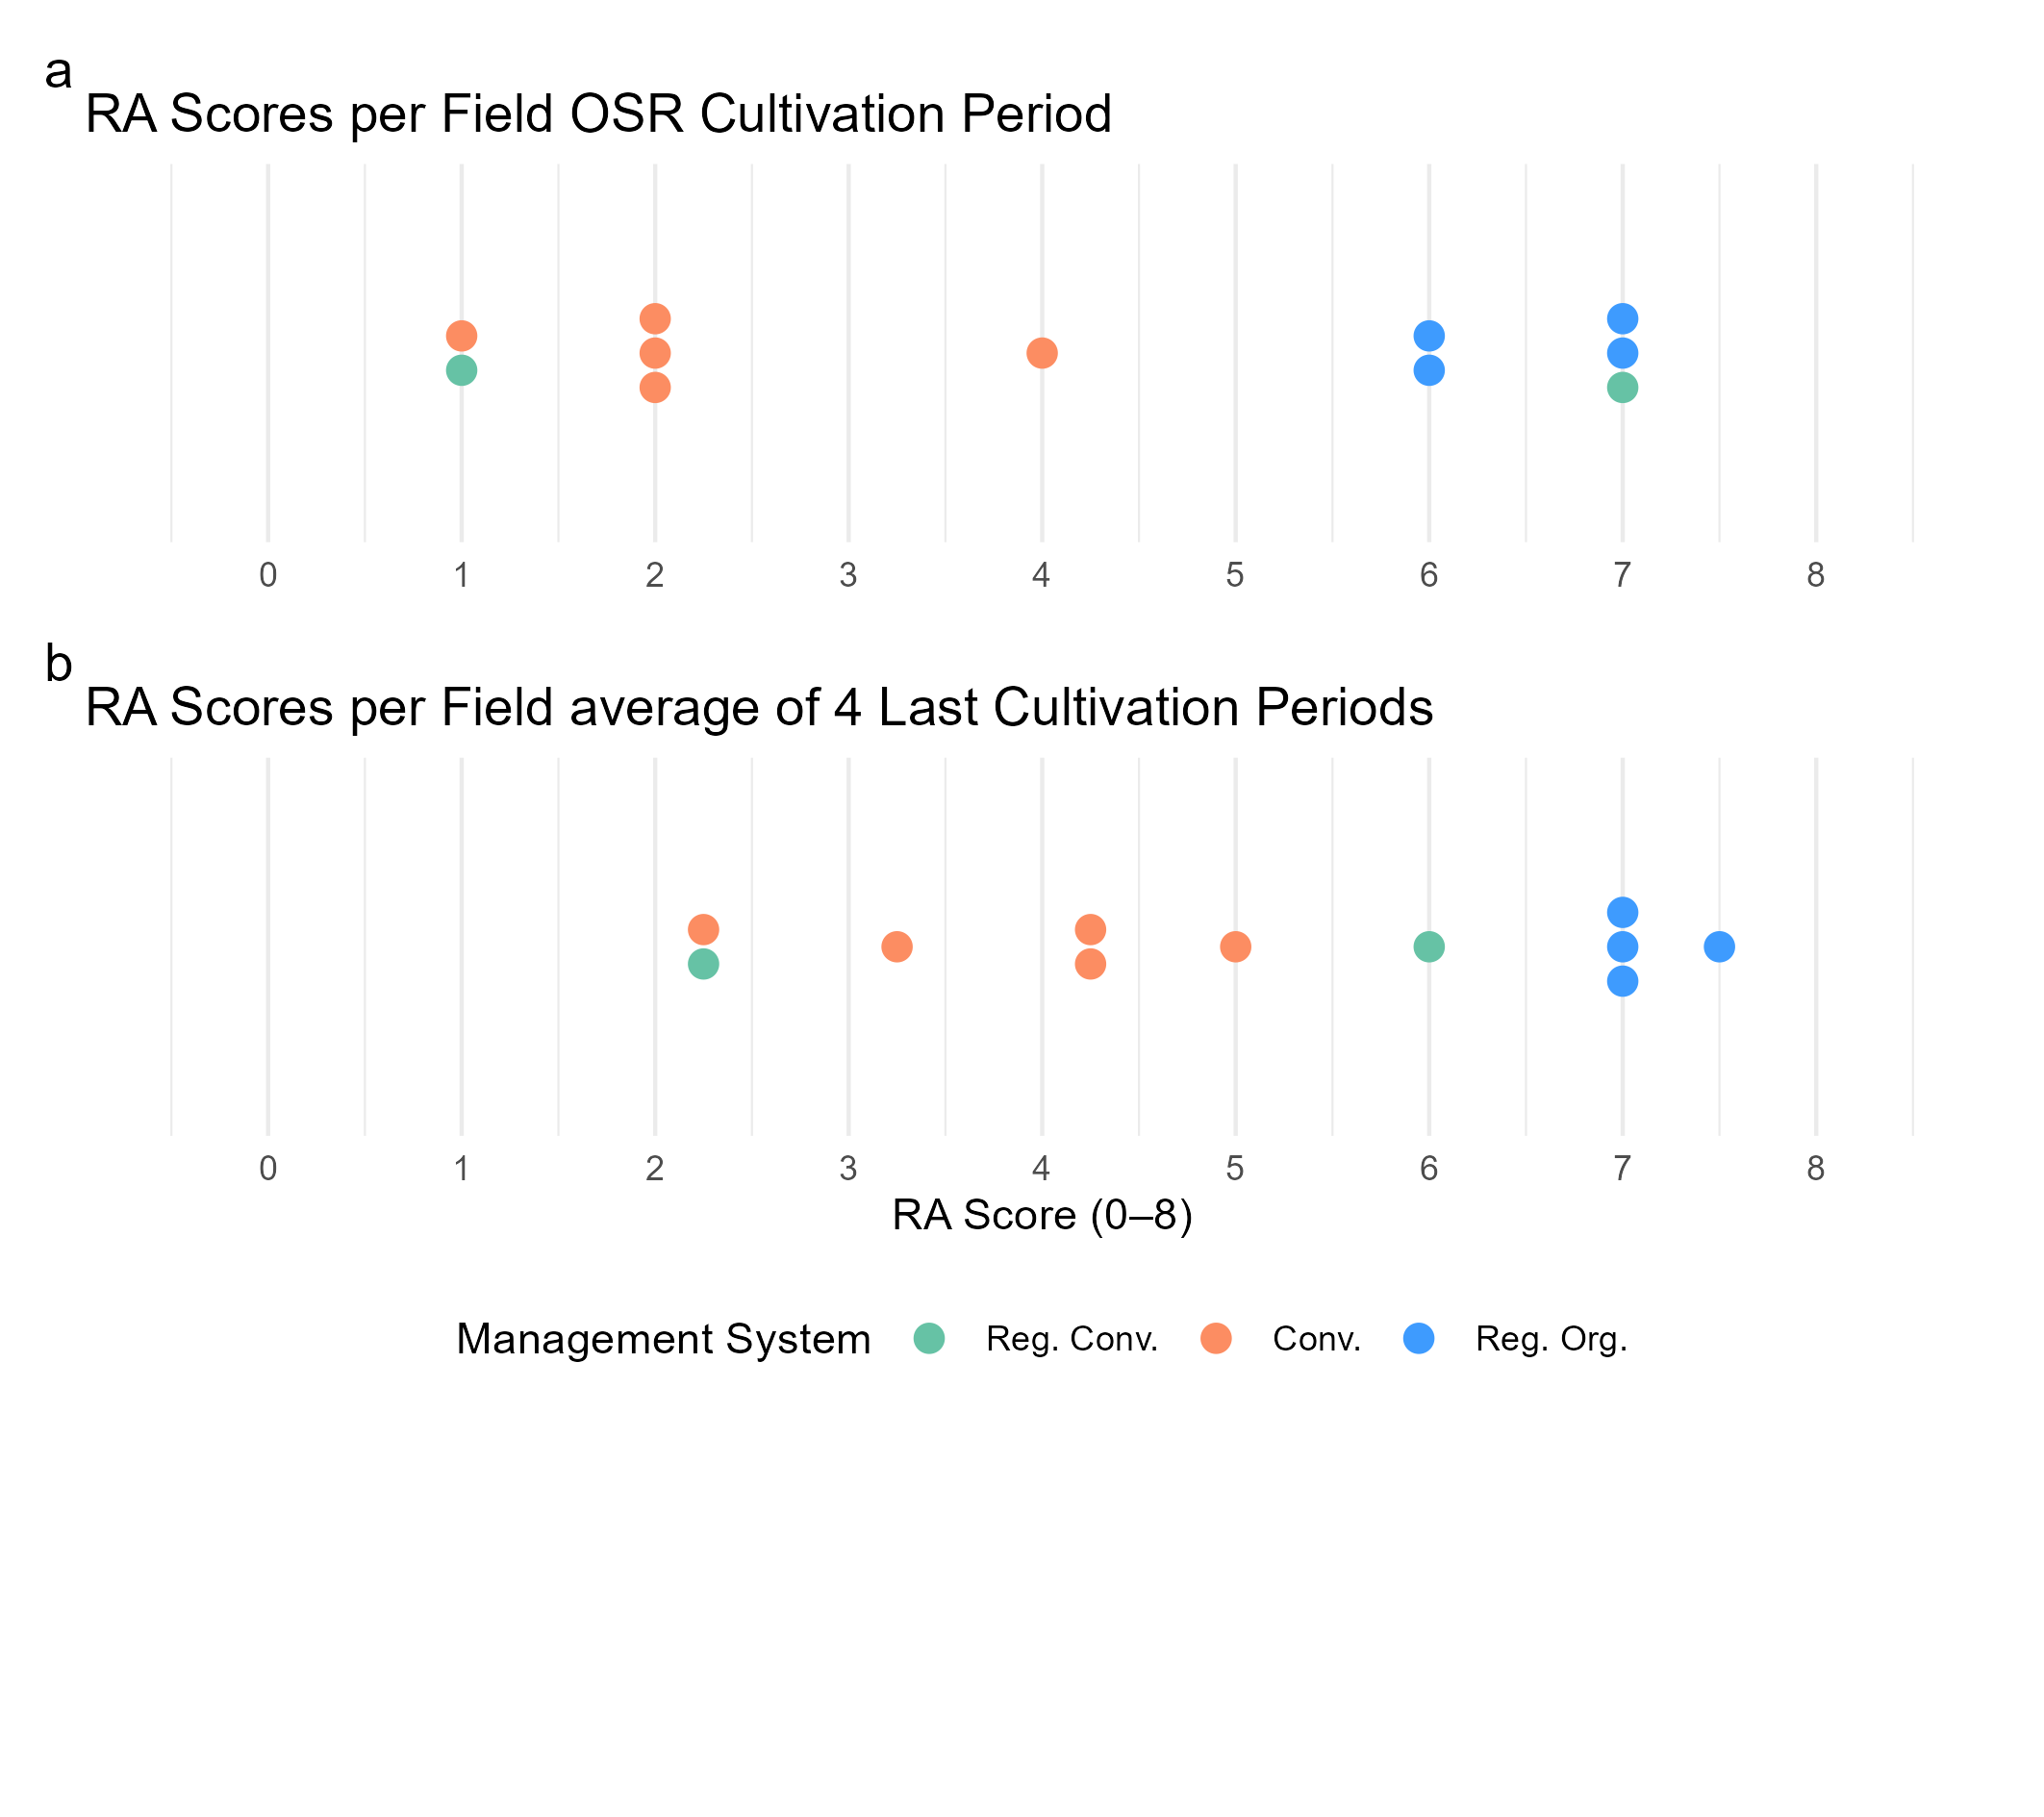 a
RA Scores per Field OSR Cultivation Period
0 1 2 3 4 5 6 7 8
b
RA Scores per Field average of 4 Last Cultivation Periods
0 1 2 3 4 5 6 7 8
RA Score (0–8)
Management System Reg. Conv. Conv. Reg. Org.